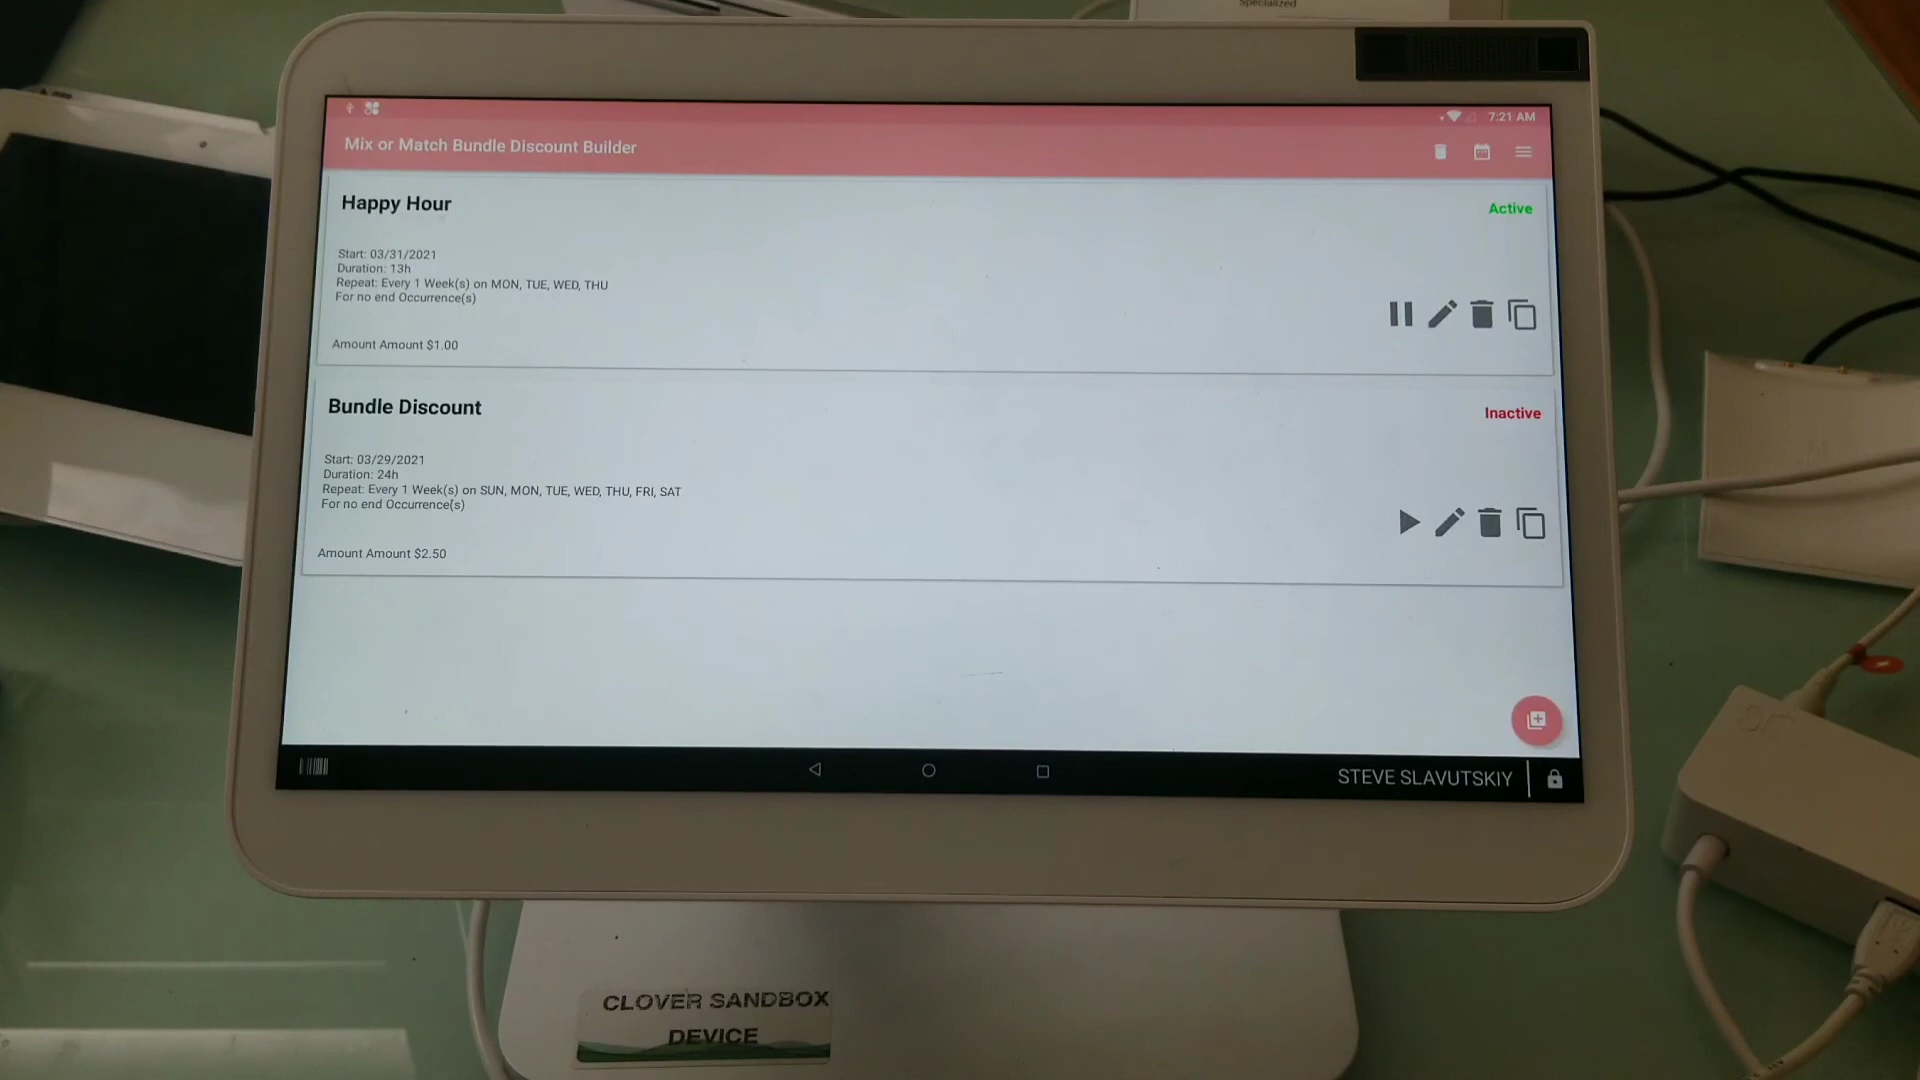 Specialized
7:21 AM
Mix or Match Bundle Discount Builder
Happy Hour
Active
Start: 03/31/2021
Duration: 13h
Repeat: Every 1 Week(s) on MON, TUE, WED, THU
For no end Occurrence(s)
Amount Amount $1.00
Bundle Discount
Inactive
Start: 03/29/2021
Duration: 24h
Repeat: Every 1 Week(s) on SUN, MON, TUE, WED, THU, FRI, SAT
For no end Occurrence(s)
Amount Amount $2.50
STEVE SLAVUTSKIY
CLOVER SANDBOX
DEVICE